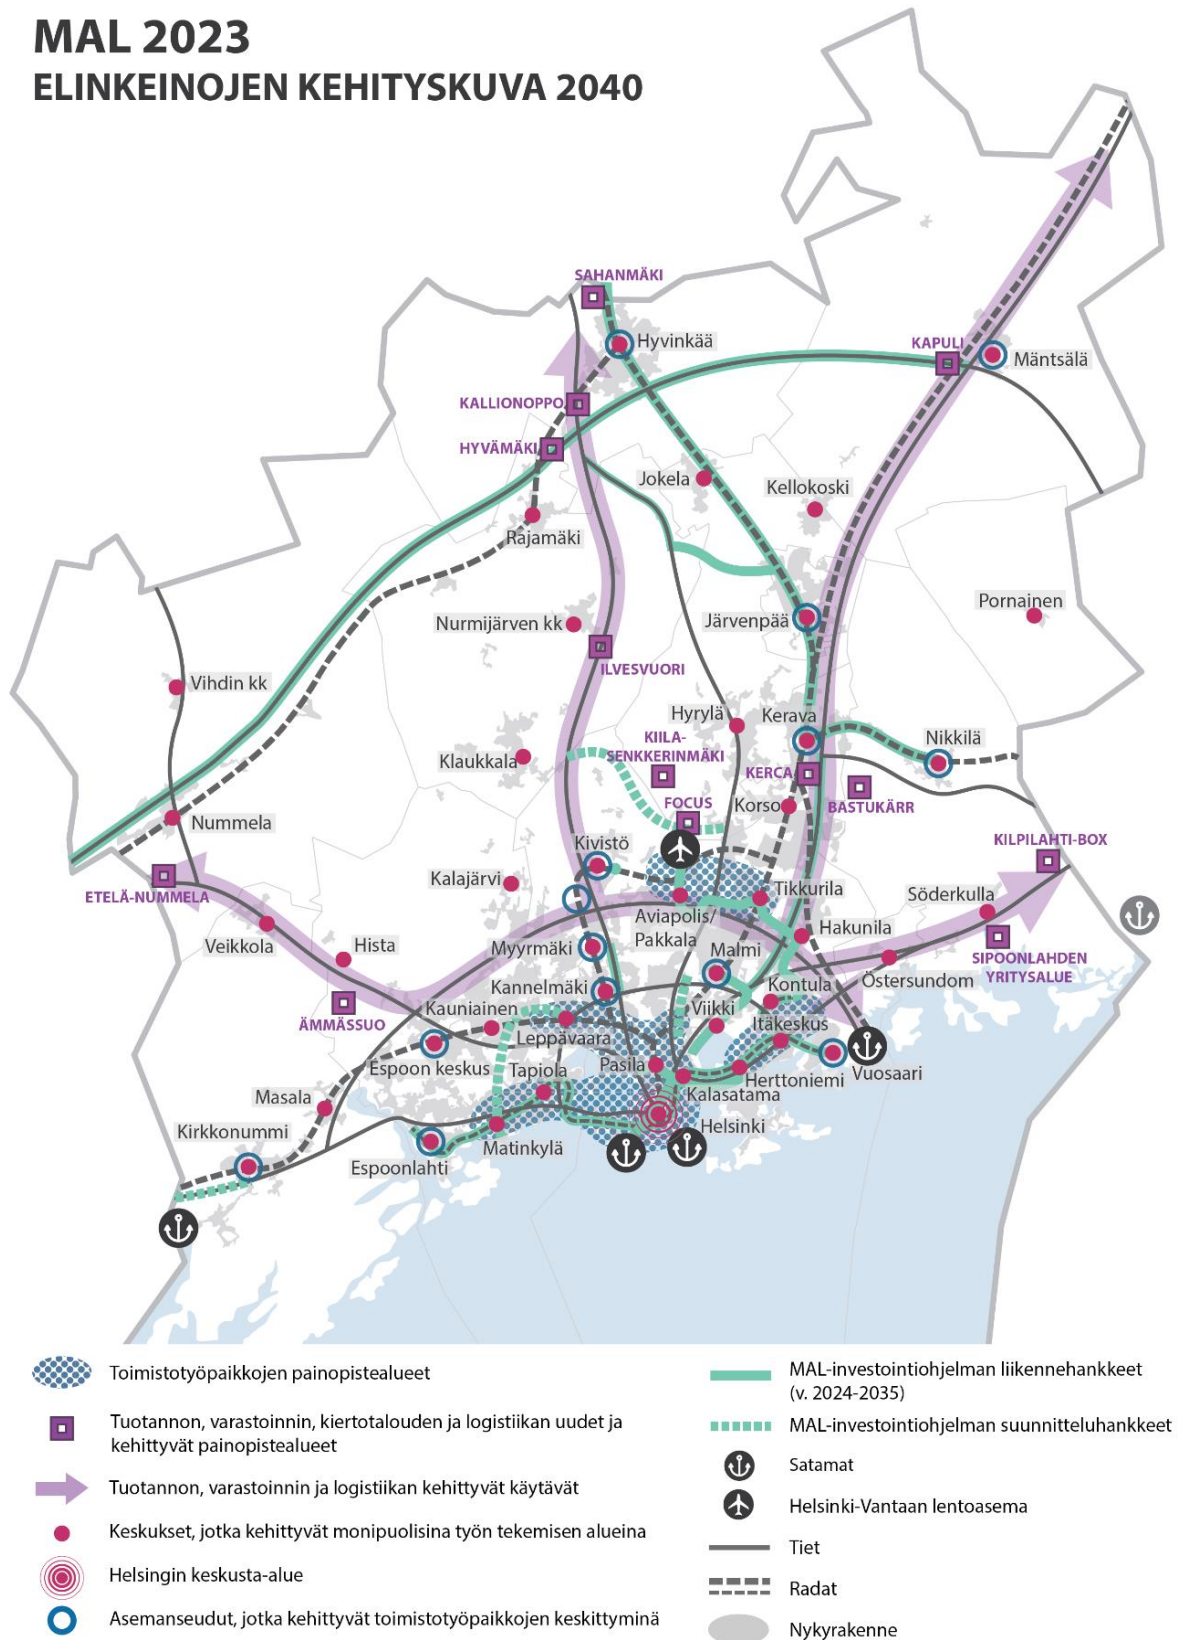 MAL 2023
ELINKEINOJEN KEHITYSKUVA 2040
SAHANMÄKI
Hyvinkää
KAPULI
Mäntsälä
KALLIONOPPO
HYVÄMÄKI
Jokela
Kellokoski
Rajamäki
Pornainen
Nurmijärven kk
Järvenpää
ILVESVUORI
Vihdin kk
Hyrylä
Kerava
KIILA-
SENKKERINMÄKI
Nikkilä
Klaukkala
KERCA
BASTUKÄRR
FOCUS
Korso
Nummela
Kivistö
KILPILAHTI-BOX
Kalajärvi
Tikkurila
ETELÄ-NUMMELA
Söderkulla
Aviapolis/
Pakkala
Hakunila
Veikkola
Hista
Myyrmäki
Malmi
SIPOONLAHDEN
YRITYSALUE
Östersundom
Kannelmäki
Kontula
Kauniainen
Viikki
ÄMMÄSSUO
Itäkeskus
Leppävaara
Espoon keskus
Tapiola
Pasila
Herttoniemi
Vuosaari
Masala
Kalasatama
Kirkkonummi
Helsinki
Matinkylä
Espoonlahti
Toimistotyöpaikkojen painopistealueet
Tuotannon, varastoinnin, kiertotalouden ja logistiikan uudet ja
kehittyvät painopistealueet
Tuotannon, varastoinnin ja logistiikan kehittyvät käytävät
Keskukset, jotka kehittyvät monipuolisina työn tekemisen alueina
Helsingin keskusta-alue
Asemanseudut, jotka kehittyvät toimistotyöpaikkojen keskittyminä
MAL-investointiohjelman liikennehankkeet
(v. 2024-2035)
MAL-investointiohjelman suunnitteluhankkeet
Satamat
Helsinki-Vantaan lentoasema
Tiet
Radat
Nykyrakenne